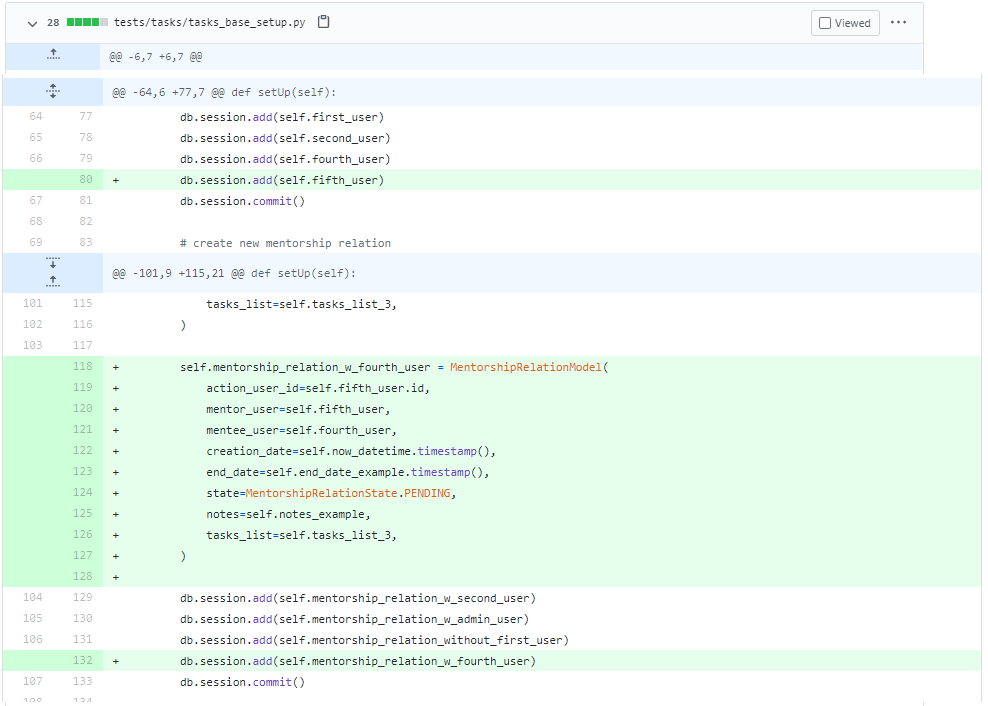 28 tests/tasks/tasks_base_setup.py Viewed ...
@@ -6,7 +6,7 @@
@@ -64,6 +77,7 @@ def setUp(self):
64 77 db.session.add(self.first_user)
65 78 db.session.add(self.second_user)
66 79 db.session.add(self.fourth_user)
80 + db.session.add(self.fifth_user)
67 81 db.session.commit()
68 82
69 83 # create new mentorship relation
@@ -101,9 +115,21 @@ def setUp(self):
101 115 tasks_list=self.tasks_list_3,
102 116 )
103 117
118 + self.mentorship_relation_w_fourth_user = MentorshipRelationModel(
119 + action_user_id=self.fifth_user.id,
120 + mentor_user=self.fifth_user,
121 + mentee_user=self.fourth_user,
122 + creation_date=self.now_datetime.timestamp(),
123 + end_date=self.end_date_example.timestamp(),
124 + state=MentorshipRelationState.PENDING,
125 + notes=self.notes_example,
126 + tasks_list=self.tasks_list_3,
127 + )
128 +
104 129 db.session.add(self.mentorship_relation_w_second_user)
105 130 db.session.add(self.mentorship_relation_w_admin_user)
106 131 db.session.add(self.mentorship_relation_without_first_user)
132 + db.session.add(self.mentorship_relation_w_fourth_user)
107 133 db.session.commit()
108 134